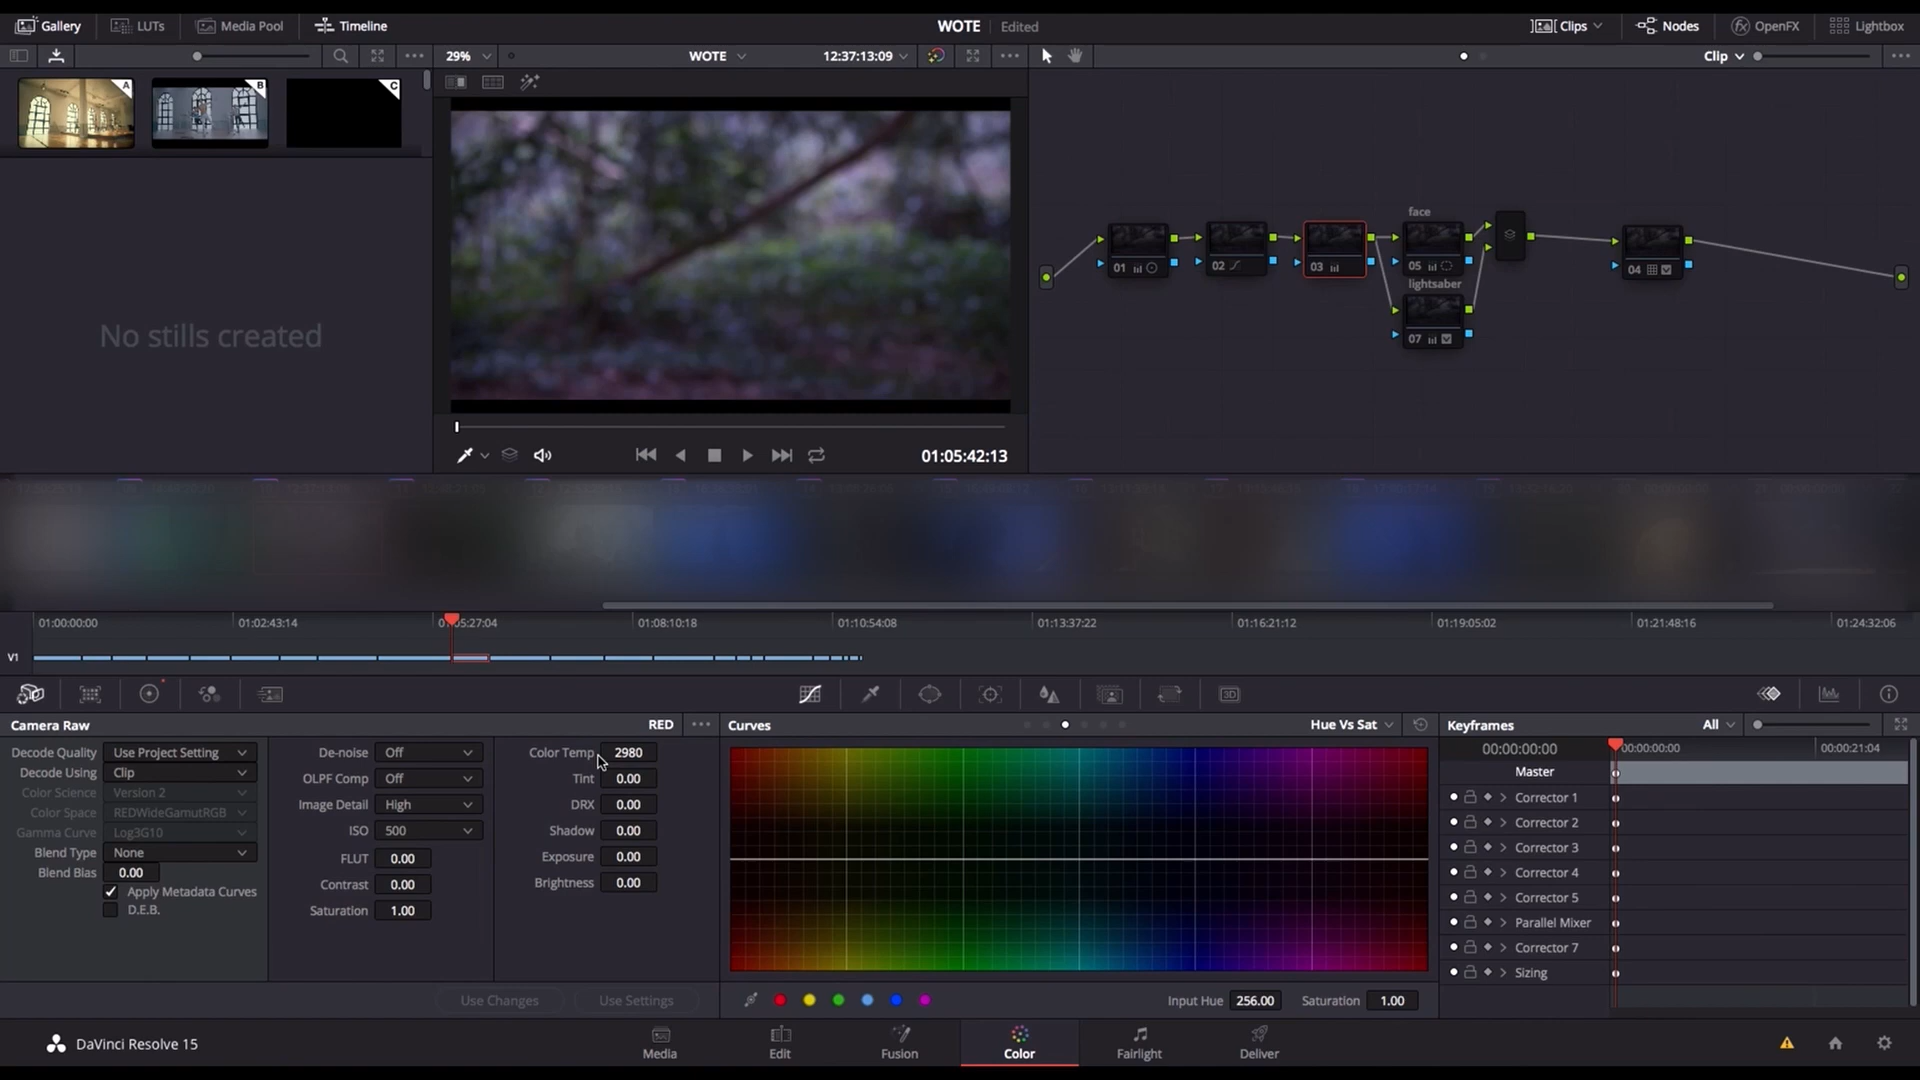 Gallery LUTs Media Pool Timeline WOTE Edited Clips Nodes OpenFX Lightbox
29% WOTE 12:37:13:09 Clip
A B C
No stills created
face
01 02 03 05 04
lightsaber
07
01:05:42:13
01:00:00:00 01:02:43:14 01:05:27:04 01:08:10:18 01:10:54:08 01:13:37:22 01:16:21:12 01:19:05:02 01:21:48:16 01:24:32:06
V1
3D
Camera Raw RED
Decode Quality Use Project Setting
Decode Using Clip
Color Science Version 2
Color Space REDWideGamutRGB
Gamma Curve Log3G10
Blend Type None
Blend Bias 0.00
Apply Metadata Curves
D.E.B.
De-noise Off
OLPF Comp Off
Image Detail High
ISO 500
FLUT 0.00
Contrast 0.00
Saturation 1.00
Color Temp 2980
Tint 0.00
DRX 0.00
Shadow 0.00
Exposure 0.00
Brightness 0.00
Use Changes Use Settings
Curves Hue Vs Sat
Input Hue 256.00 Saturation 1.00
Keyframes All
00:00:00:00 00:00:00:00 00:00:21:04
Master
Corrector 1
Corrector 2
Corrector 3
Corrector 4
Corrector 5
Parallel Mixer
Corrector 7
Sizing
DaVinci Resolve 15 Media Edit Fusion Color Fairlight Deliver